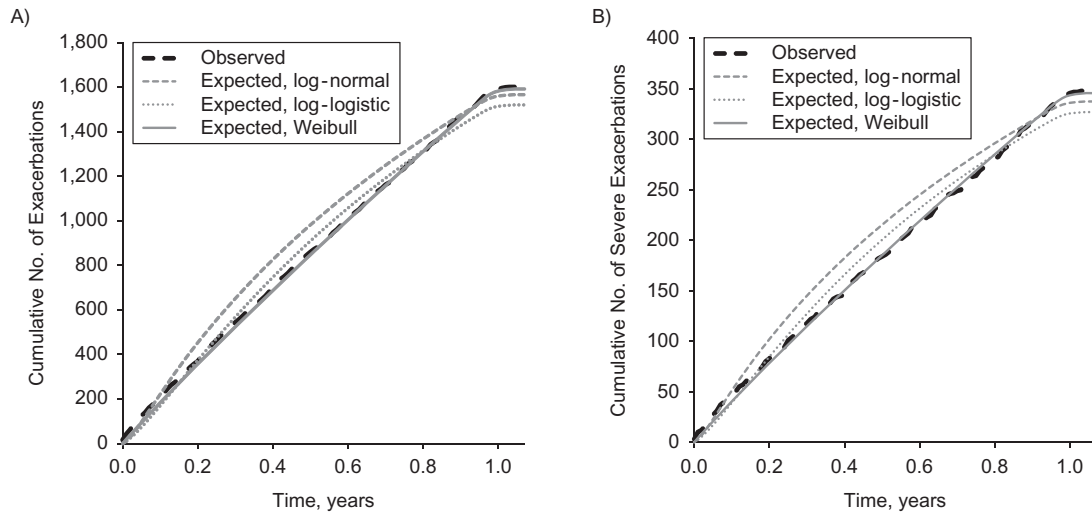 A)
1,800
1,600
1,400
1,200
1,000
800
600
400
200
0
Cumulative No. of Exacerbations
Observed
Expected, log-normal
Expected, log-logistic
Expected, Weibull
0.0 0.2 0.4 0.6 0.8 1.0
Time, years
B)
400
350
300
250
200
150
100
50
0
Cumulative No. of Severe Exacerbations
Observed
Expected, log-normal
Expected, log-logistic
Expected, Weibull
0.0 0.2 0.4 0.6 0.8 1.0
Time, years